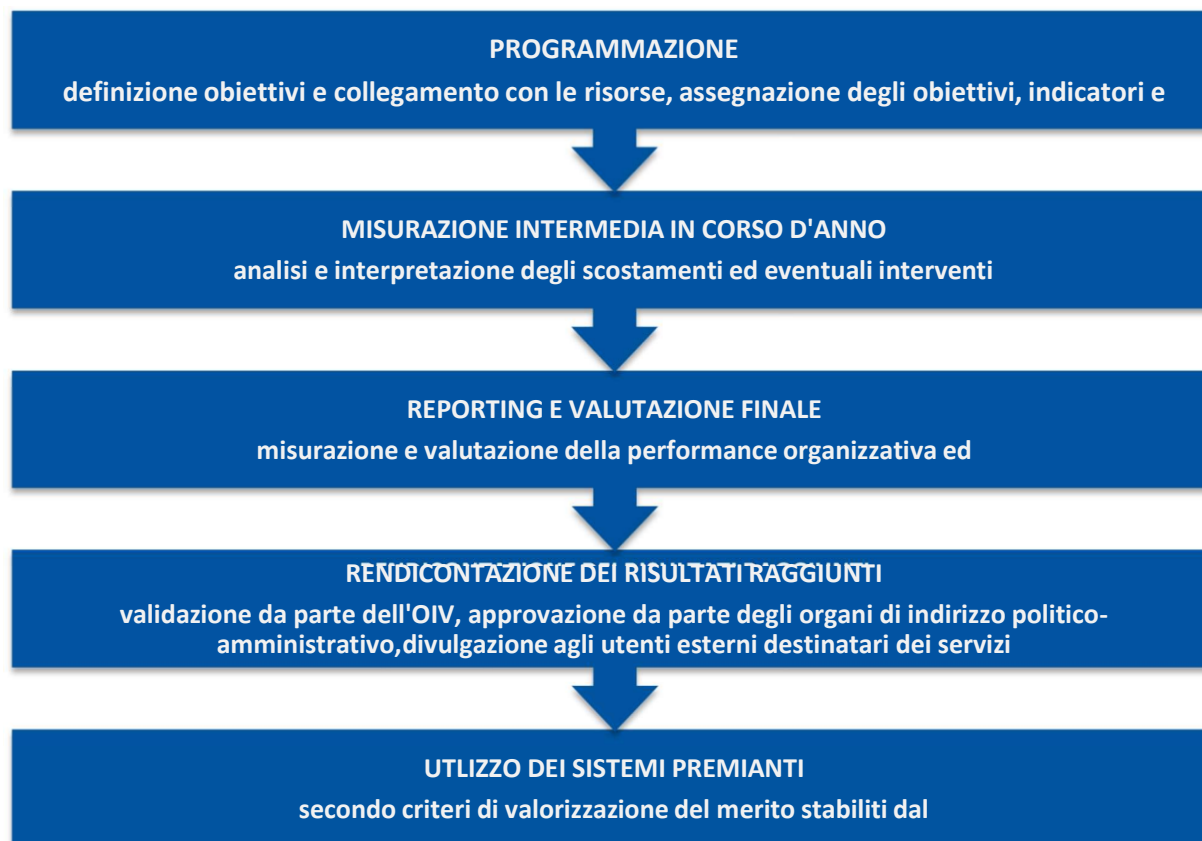 PROGRAMMAZIONE
definizione obiettivi e collegamento con le risorse, assegnazione degli obiettivi, indicatori e
MISURAZIONE INTERMEDIA IN CORSO D'ANNO
analisi e interpretazione degli scostamenti ed eventuali interventi
REPORTING E VALUTAZIONE FINALE
misurazione e valutazione della performance organizzativa ed
RENDICONTAZIONE DEI RISULTATI RAGGIUNTI
validazione da parte dell'OIV, approvazione da parte degli organi di indirizzo politico-
amministrativo,divulgazione agli utenti esterni destinatari dei servizi
UTLIZZO DEI SISTEMI PREMIANTI
secondo criteri di valorizzazione del merito stabiliti dal